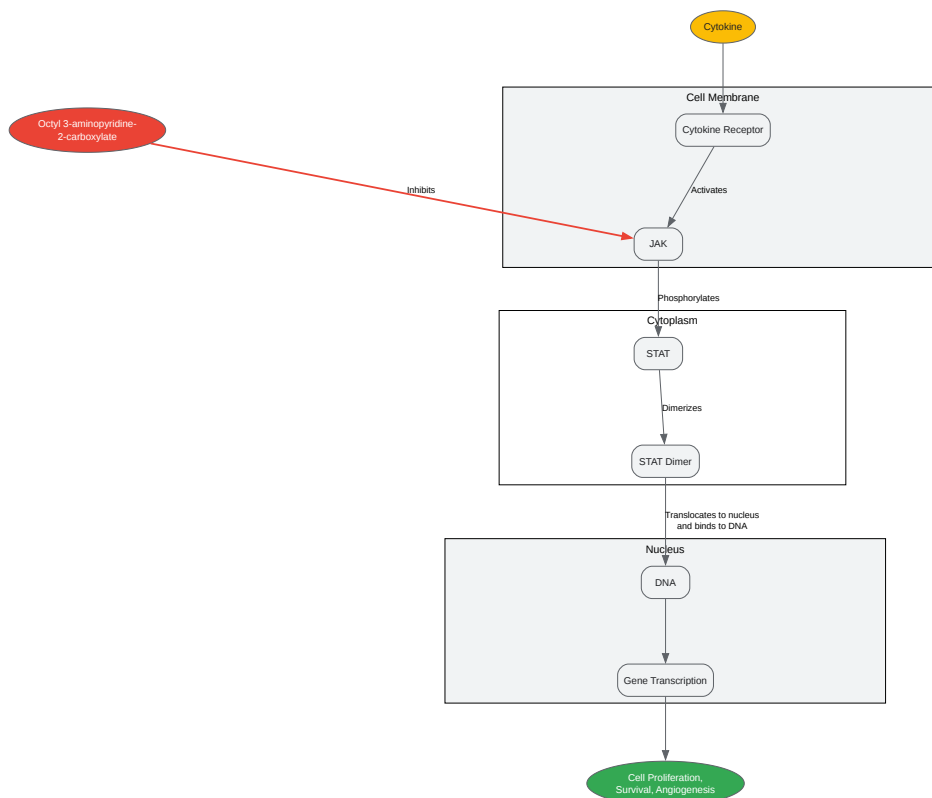 Cytokine
Cell Membrane
Octyl 3-aminopyridine-
2-carboxylate
Cytokine Receptor
Inhibits
Activates
JAK
Phosphorylates
Cytoplasm
STAT
Dimerizes
STAT Dimer
Translocates to nucleus
and binds to DNA
Nucleus
DNA
Gene Transcription
Cell Proliferation,
Survival, Angiogenesis